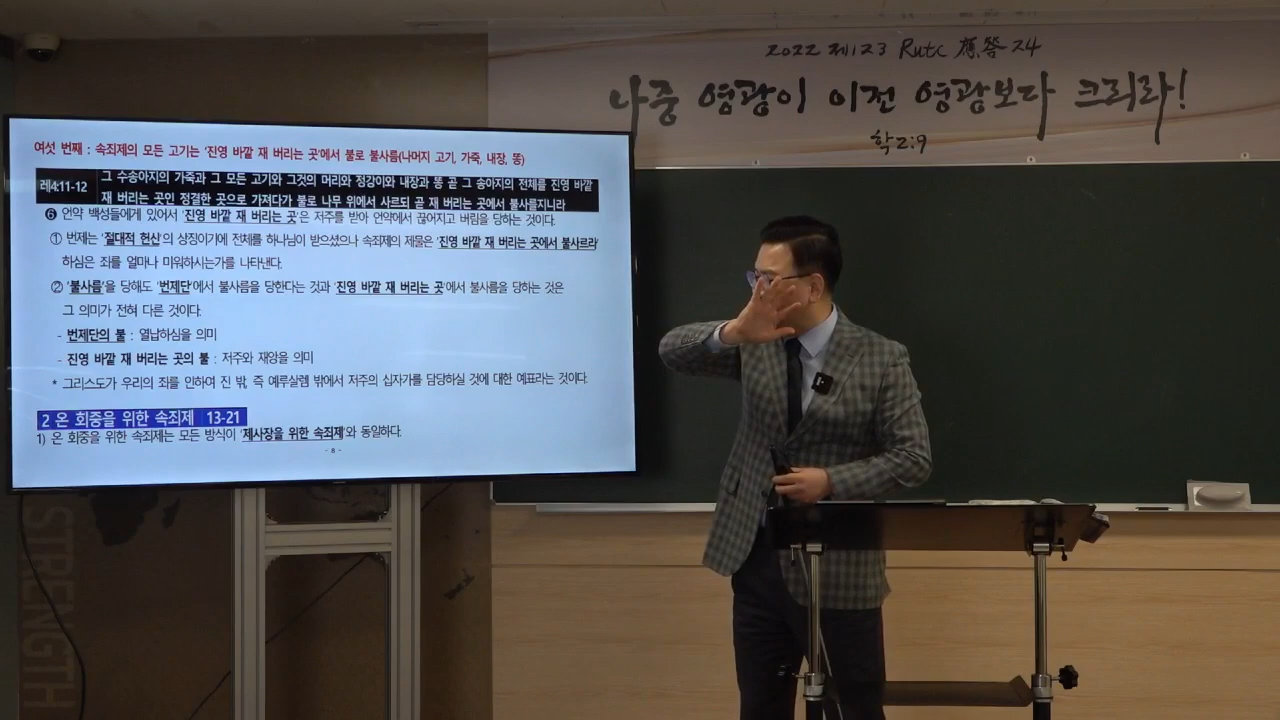 2022 제123 Rutc 應答 24
나중 영광이 이전 영광보다 크리라!
학2:9
여섯 번째 : 속죄제의 모든 고기는 '진영 바깥 재 버리는 곳'에서 불로 불사름(나머지 고기, 가죽, 내장, 똥)
레4:11-12
그 수송아지의 가죽과 그 모든 고기와 그것의 머리와 정강이와 내장과 똥 곧 그 송아지의 전체를 진영 바깥
재 버리는 곳인 정결한 곳으로 가져다가 불로 나무 위에서 사르되 곧 재 버리는 곳에서 불사를지니라
❻ 언약 백성들에게 있어서 '진영 바깥 재 버리는 곳'은 저주를 받아 언약에서 끊어지고 버림을 당하는 것이다.
① 번제는 '절대적 헌신'의 상징이기에 전체를 하나님이 받으셨으나 속죄제의 제물은 '진영 바깥 재 버리는 곳에서 불사르라'
하심은 죄를 얼마나 미워하시는가를 나타낸다.
② '불사름'을 당해도 '번제단'에서 불사름을 당한다는 것과 '진영 바깥 재 버리는 곳'에서 불사름을 당하는 것은
그 의미가 전혀 다른 것이다.
- 번제단의 불 : 열납하심을 의미
- 진영 바깥 재 버리는 곳의 불 : 저주와 재앙을 의미
* 그리스도가 우리의 죄를 인하여 진 밖, 즉 예루살렘 밖에서 저주의 십자가를 담당하실 것에 대한 예표라는 것이다.
2 온 회중을 위한 속죄제 13-21
1) 온 회중을 위한 속죄제는 모든 방식이 '제사장을 위한 속죄제'와 동일하다.
- 8 -
STRENGTH